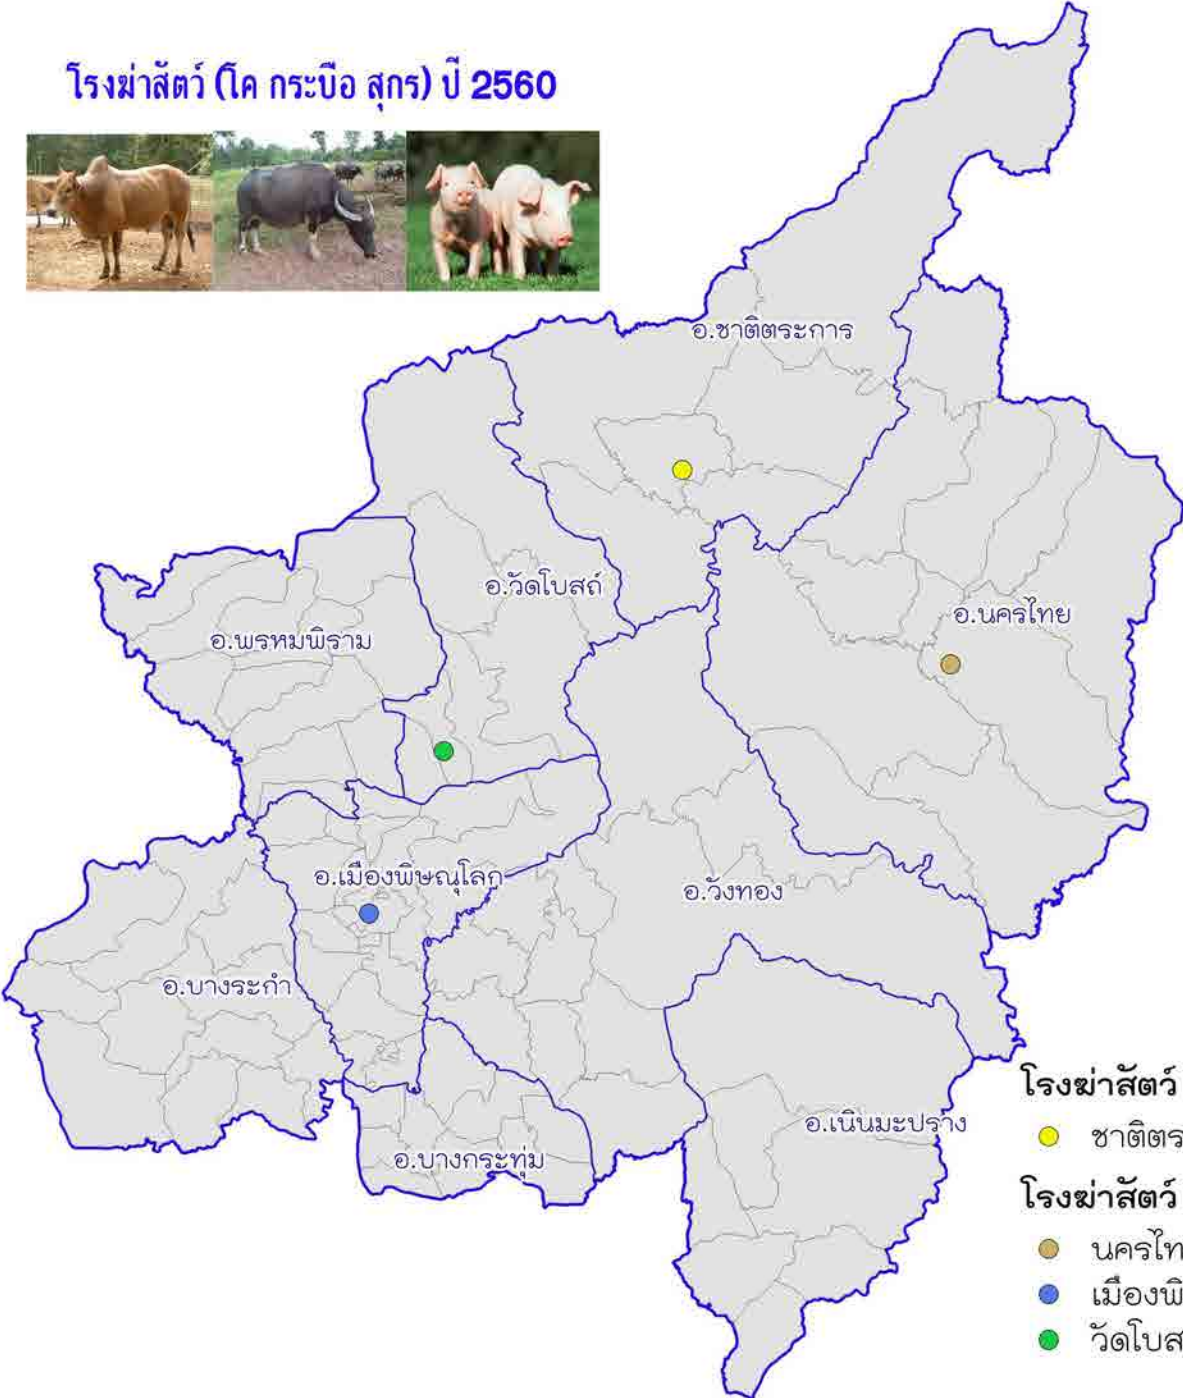 โรงฆ่าสัตว์ (โค กระบือ สุกร) ปี 2560
อ.ชาติตระการ
อ.วัดโบสถ์
อ.นครไทย
อ.พรหมพิราม
อ.เมืองพิษณุโลก
อ.วังทอง
อ.บางระกำ
อ.เนินมะปราง
อ.บางกระทุ่ม
โรงฆ่าสัตว์
ชาติตร
โรงฆ่าสัตว์
นครไท
เมืองพิ
วัดโบส